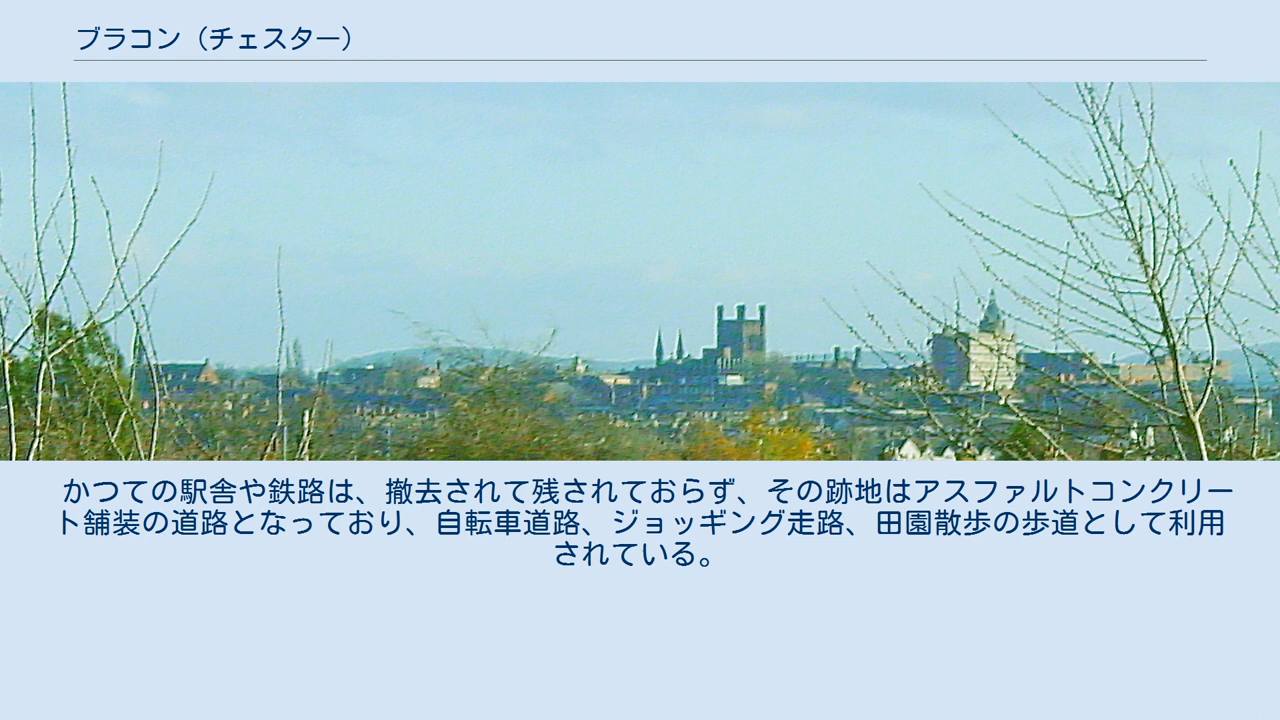 ブラコン（チェスター）
かつての駅舎や鉄路は、撤去されて残されておらず、その跡地はアスファルトコンクリー
ト舗装の道路となっており、自転車道路、ジョッギング走路、田園散歩の歩道として利用
されている。